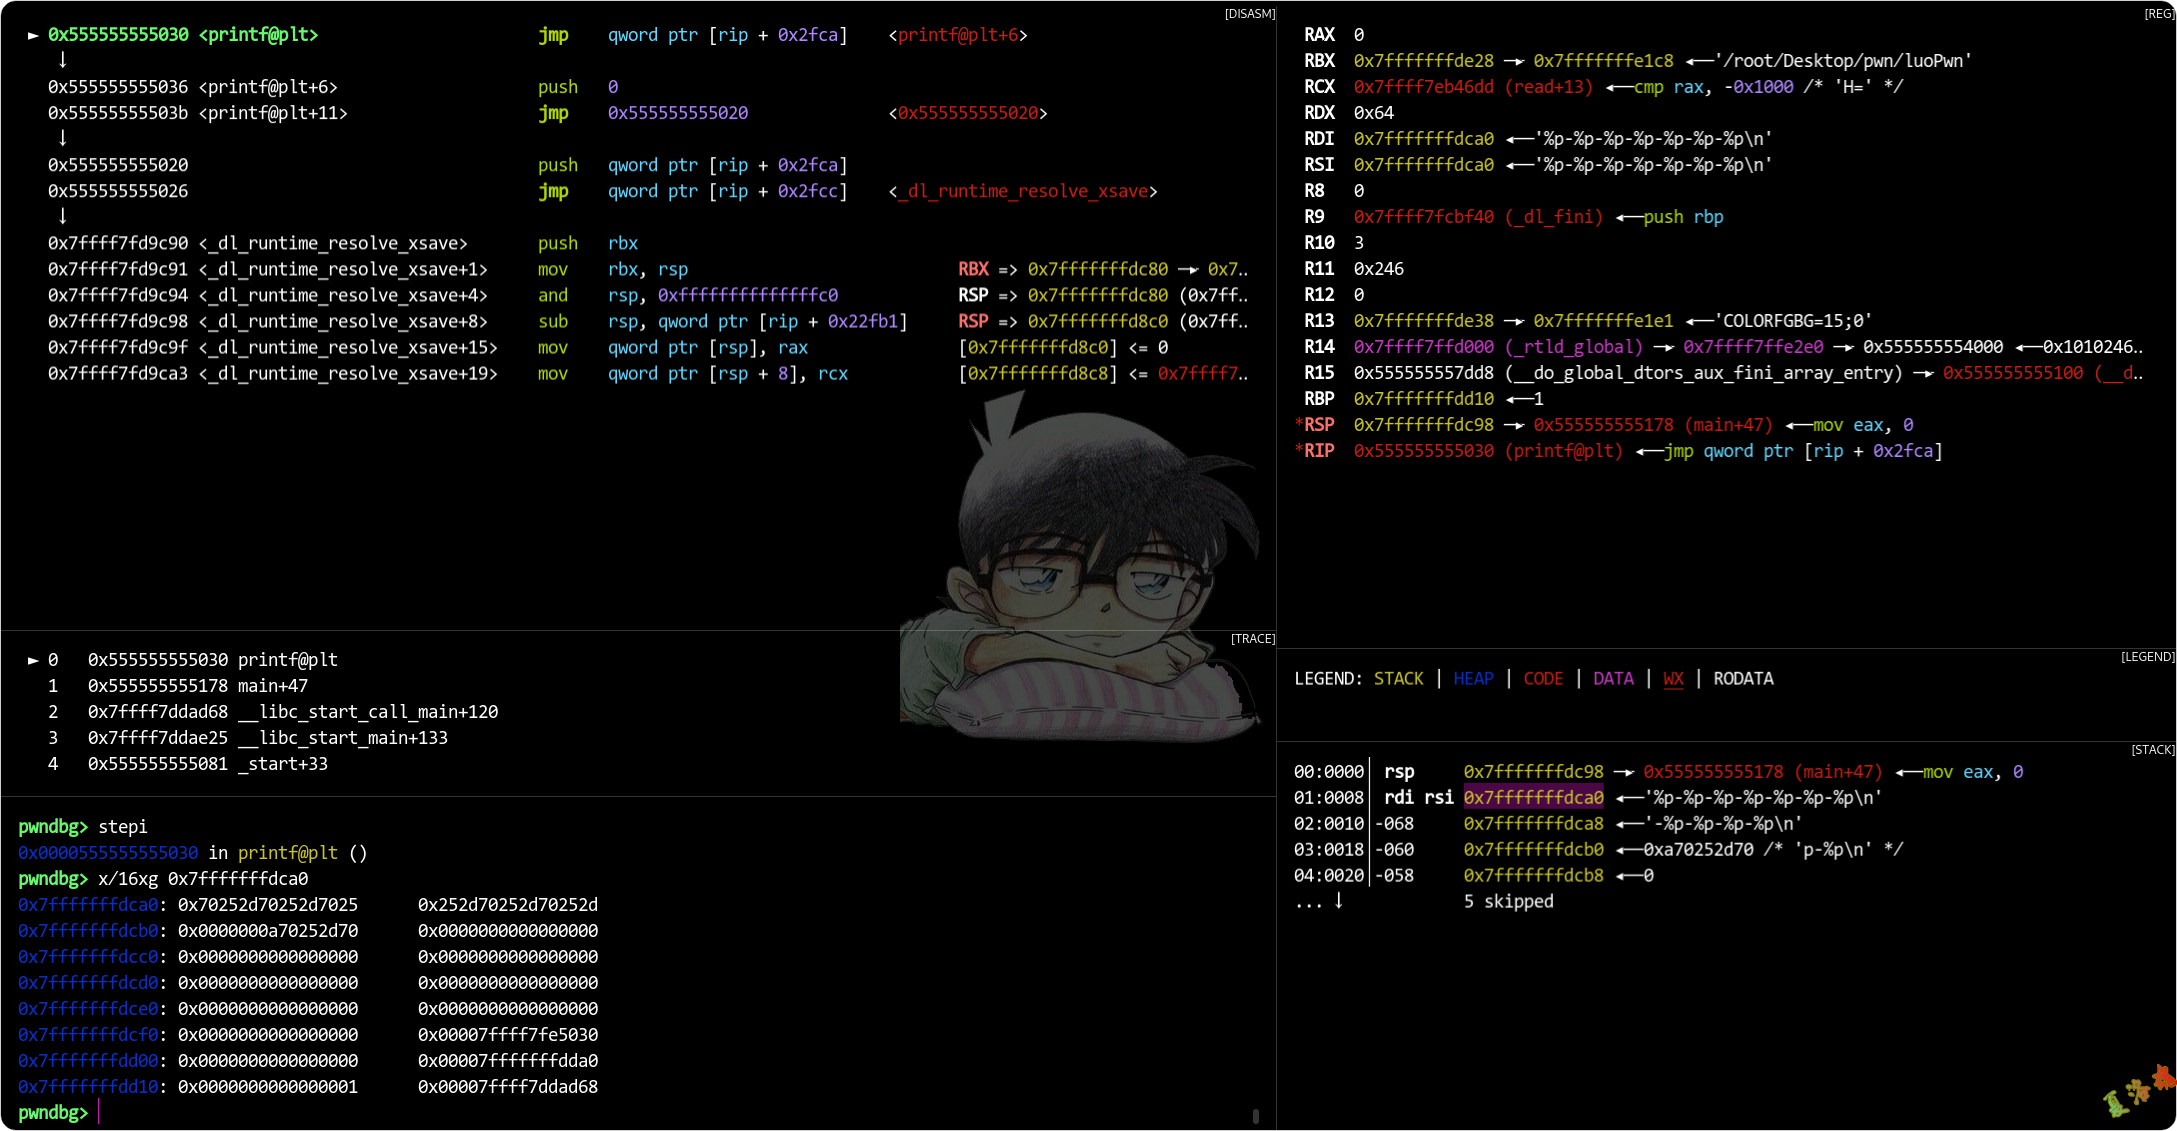 [DISASM]
► 0x555555555030 <printf@plt> jmp qword ptr [rip + 0x2fca] <printf@plt+6>
↓
0x555555555036 <printf@plt+6> push 0
0x55555555503b <printf@plt+11> jmp 0x555555555020 <0x555555555020>
↓
0x555555555020 push qword ptr [rip + 0x2fca]
0x555555555026 jmp qword ptr [rip + 0x2fcc] <_dl_runtime_resolve_xsave>
↓
0x7ffff7fd9c90 <_dl_runtime_resolve_xsave> push rbx
0x7ffff7fd9c91 <_dl_runtime_resolve_xsave+1> mov rbx, rsp RBX => 0x7fffffffdc80 —► 0x7..
0x7ffff7fd9c94 <_dl_runtime_resolve_xsave+4> and rsp, 0xffffffffffffffc0 RSP => 0x7fffffffdc80 (0x7ff..
0x7ffff7fd9c98 <_dl_runtime_resolve_xsave+8> sub rsp, qword ptr [rip + 0x22fb1] RSP => 0x7fffffffd8c0 (0x7ff..
0x7ffff7fd9c9f <_dl_runtime_resolve_xsave+15> mov qword ptr [rsp], rax [0x7fffffffd8c0] <= 0
0x7ffff7fd9ca3 <_dl_runtime_resolve_xsave+19> mov qword ptr [rsp + 8], rcx [0x7fffffffd8c8] <= 0x7ffff7..
[TRACE]
► 0 0x555555555030 printf@plt
1 0x555555555178 main+47
2 0x7ffff7ddad68 __libc_start_call_main+120
3 0x7ffff7ddae25 __libc_start_main+133
4 0x555555555081 _start+33
pwndbg> stepi
0x0000555555555030 in printf@plt ()
pwndbg> x/16xg 0x7fffffffdca0
0x7fffffffdca0: 0x70252d70252d7025 0x252d70252d70252d
0x7fffffffdcb0: 0x0000000a70252d70 0x0000000000000000
0x7fffffffdcc0: 0x0000000000000000 0x0000000000000000
0x7fffffffdcd0: 0x0000000000000000 0x0000000000000000
0x7fffffffdce0: 0x0000000000000000 0x0000000000000000
0x7fffffffdcf0: 0x0000000000000000 0x00007ffff7fe5030
0x7fffffffdd00: 0x0000000000000000 0x00007fffffffdda0
0x7fffffffdd10: 0x0000000000000001 0x00007ffff7ddad68
pwndbg>
[REG]
RAX 0
RBX 0x7fffffffde28 —► 0x7fffffffe1c8 ◄— '/root/Desktop/pwn/luoPwn'
RCX 0x7ffff7eb46dd (read+13) ◄— cmp rax, -0x1000 /* 'H=' */
RDX 0x64
RDI 0x7fffffffdca0 ◄— '%p-%p-%p-%p-%p-%p-%p\n'
RSI 0x7fffffffdca0 ◄— '%p-%p-%p-%p-%p-%p-%p\n'
R8 0
R9 0x7ffff7fcbf40 (_dl_fini) ◄— push rbp
R10 3
R11 0x246
R12 0
R13 0x7fffffffde38 —► 0x7fffffffe1e1 ◄— 'COLORFGBG=15;0'
R14 0x7ffff7ffd000 (_rtld_global) —► 0x7ffff7ffe2e0 —► 0x555555554000 ◄— 0x1010246..
R15 0x555555557dd8 (__do_global_dtors_aux_fini_array_entry) —► 0x555555555100 (__d..
RBP 0x7fffffffdd10 ◄— 1
*RSP 0x7fffffffdc98 —► 0x555555555178 (main+47) ◄— mov eax, 0
*RIP 0x555555555030 (printf@plt) ◄— jmp qword ptr [rip + 0x2fca]
[LEGEND]
LEGEND: STACK | HEAP | CODE | DATA | WX | RODATA
[STACK]
00:0000│ rsp 0x7fffffffdc98 —► 0x555555555178 (main+47) ◄— mov eax, 0
01:0008│ rdi rsi 0x7fffffffdca0 ◄— '%p-%p-%p-%p-%p-%p-%p\n'
02:0010│-068 0x7fffffffdca8 ◄— '-%p-%p-%p-%p\n'
03:0018│-060 0x7fffffffdcb0 ◄— 0xa70252d70 /* 'p-%p\n' */
04:0020│-058 0x7fffffffdcb8 ◄— 0
... ↓ 5 skipped